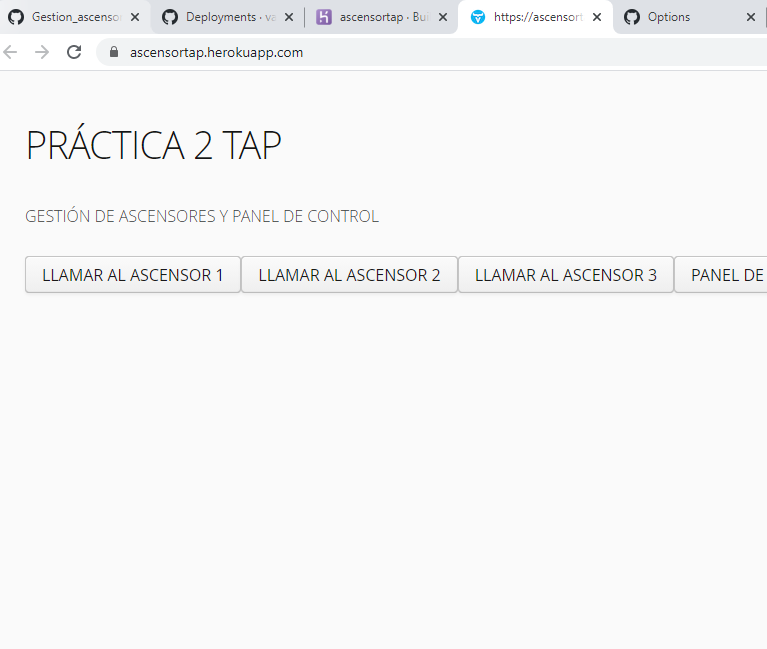 Gestion_ascenso
Deployments · va
ascensortap · Bui
https://ascensort
Options
ascensortap.herokuapp.com
PRÁCTICA 2 TAP
GESTIÓN DE ASCENSORES Y PANEL DE CONTROL
LLAMAR AL ASCENSOR 1
LLAMAR AL ASCENSOR 2
LLAMAR AL ASCENSOR 3
PANEL DE